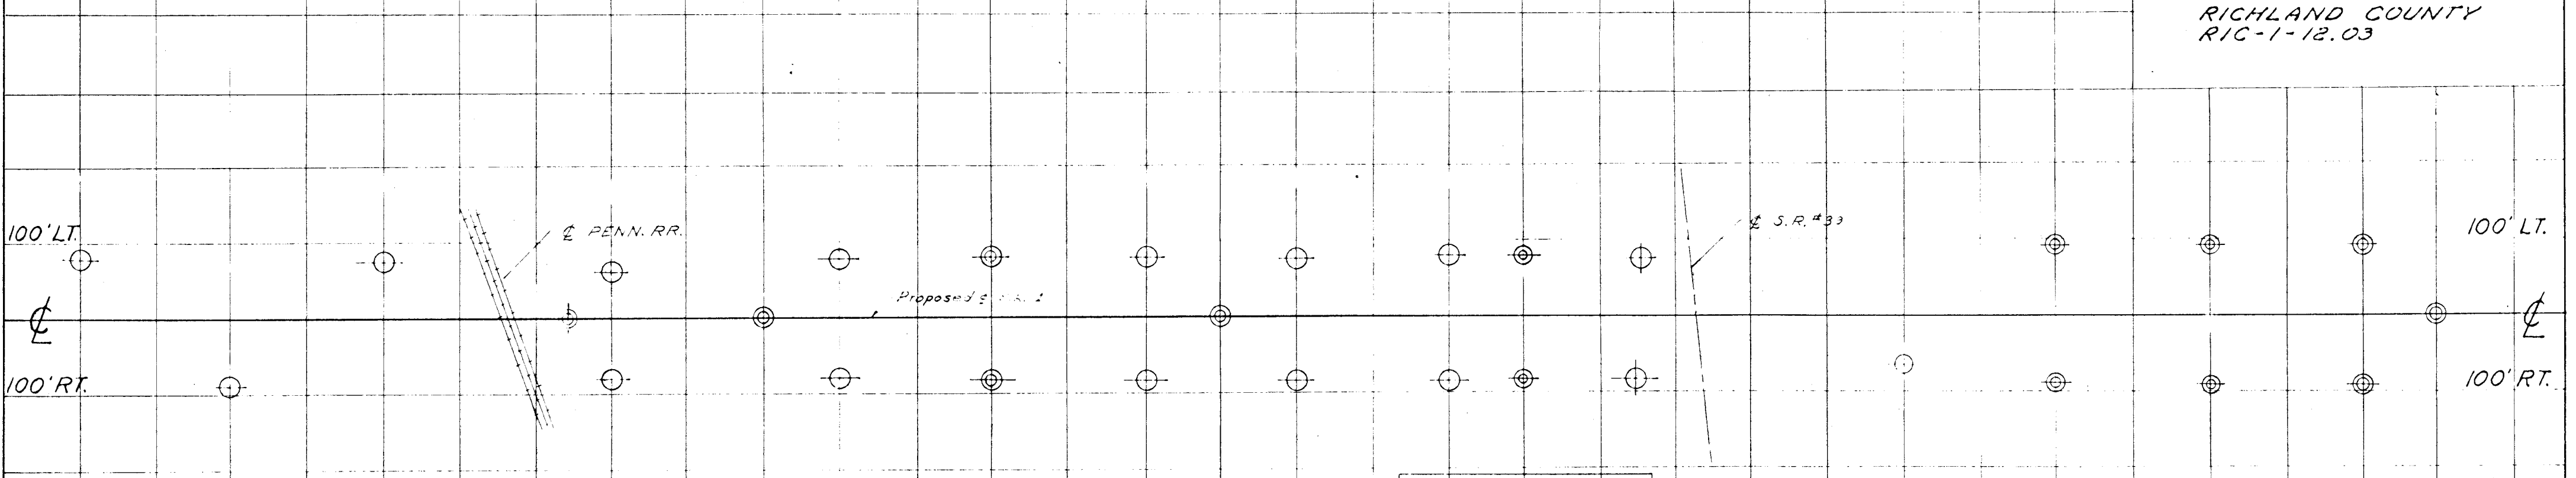 RICHLAND COUNTY
RIC-1-12.03
100' LT.
℄ PENN. RR.
℄ S.R. #33
100' LT.
Proposed
℄
℄
100' RT.
100' RT.